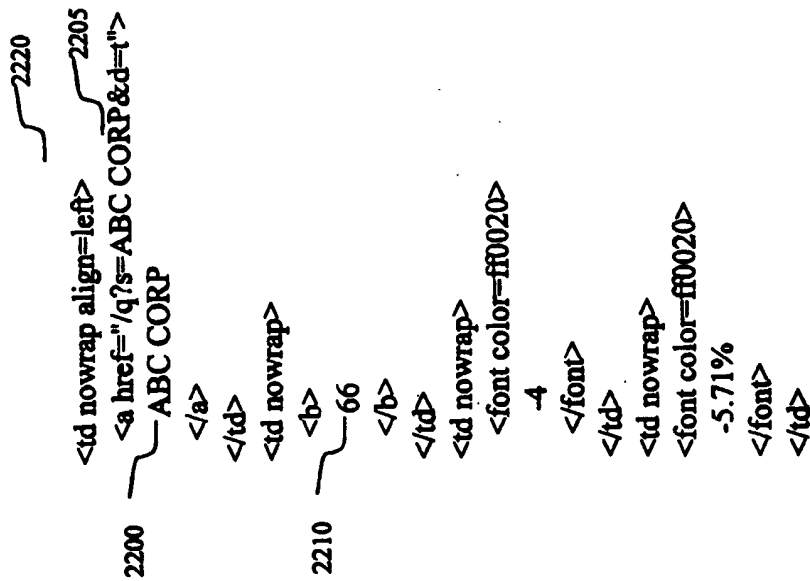 2220
<td nowrap align=left>
2205
<a href="/q?s=ABC CORP&d=t">
2200
ABC CORP
</a>
</td>
<td nowrap>
<b>
2210
66
</b>
</td>
<td nowrap>
<font color=ff0020>
-4
</font>
</td>
<td nowrap>
<font color=ff0020>
-5.71%
</font>
</td>